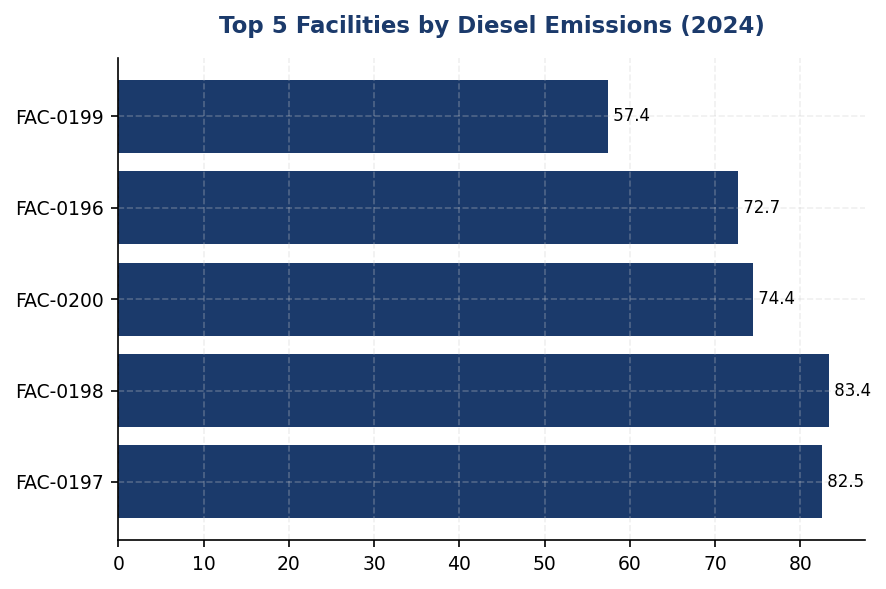 Top 5 Facilities by Diesel Emissions (2024)
FAC-0199 57.4
FAC-0196 72.7
FAC-0200 74.4
FAC-0198 83.4
FAC-0197 82.5
0 10 20 30 40 50 60 70 80